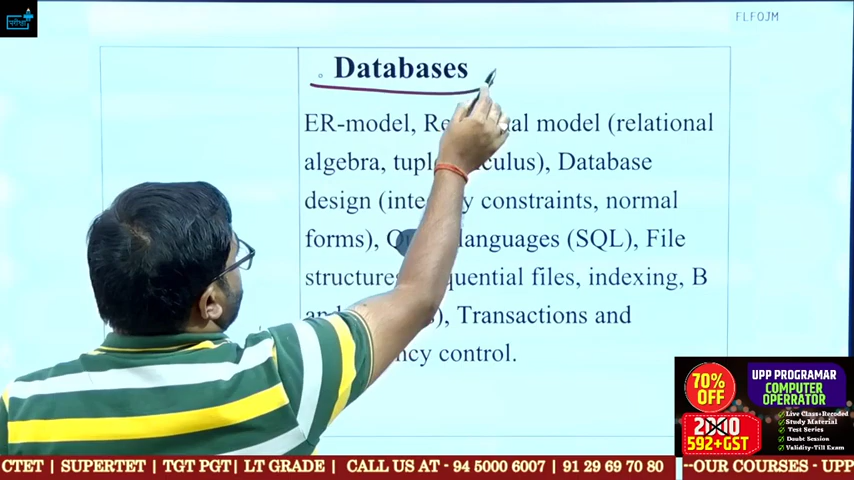 परीक्षा
FLFOJM
Databases
ER-model, Re al model (relational
algebra, tupl culus), Database
design (inte y constraints, normal
forms), Q languages (SQL), File
structures quential files, indexing, B
an s), Transactions and
ncy control.
70%
OFF
2000
592+GST
UPP PROGRAMAR
COMPUTER
OPERRATOR
Live Class+Recoded
Study Material
Test Series
Doubt Session
Validity-Till Exam
CTET | SUPERTET | TGT PGT| LT GRADE | CALL US AT - 94 5000 6007 | 91 29 69 70 80 --OUR COURSES - UPP